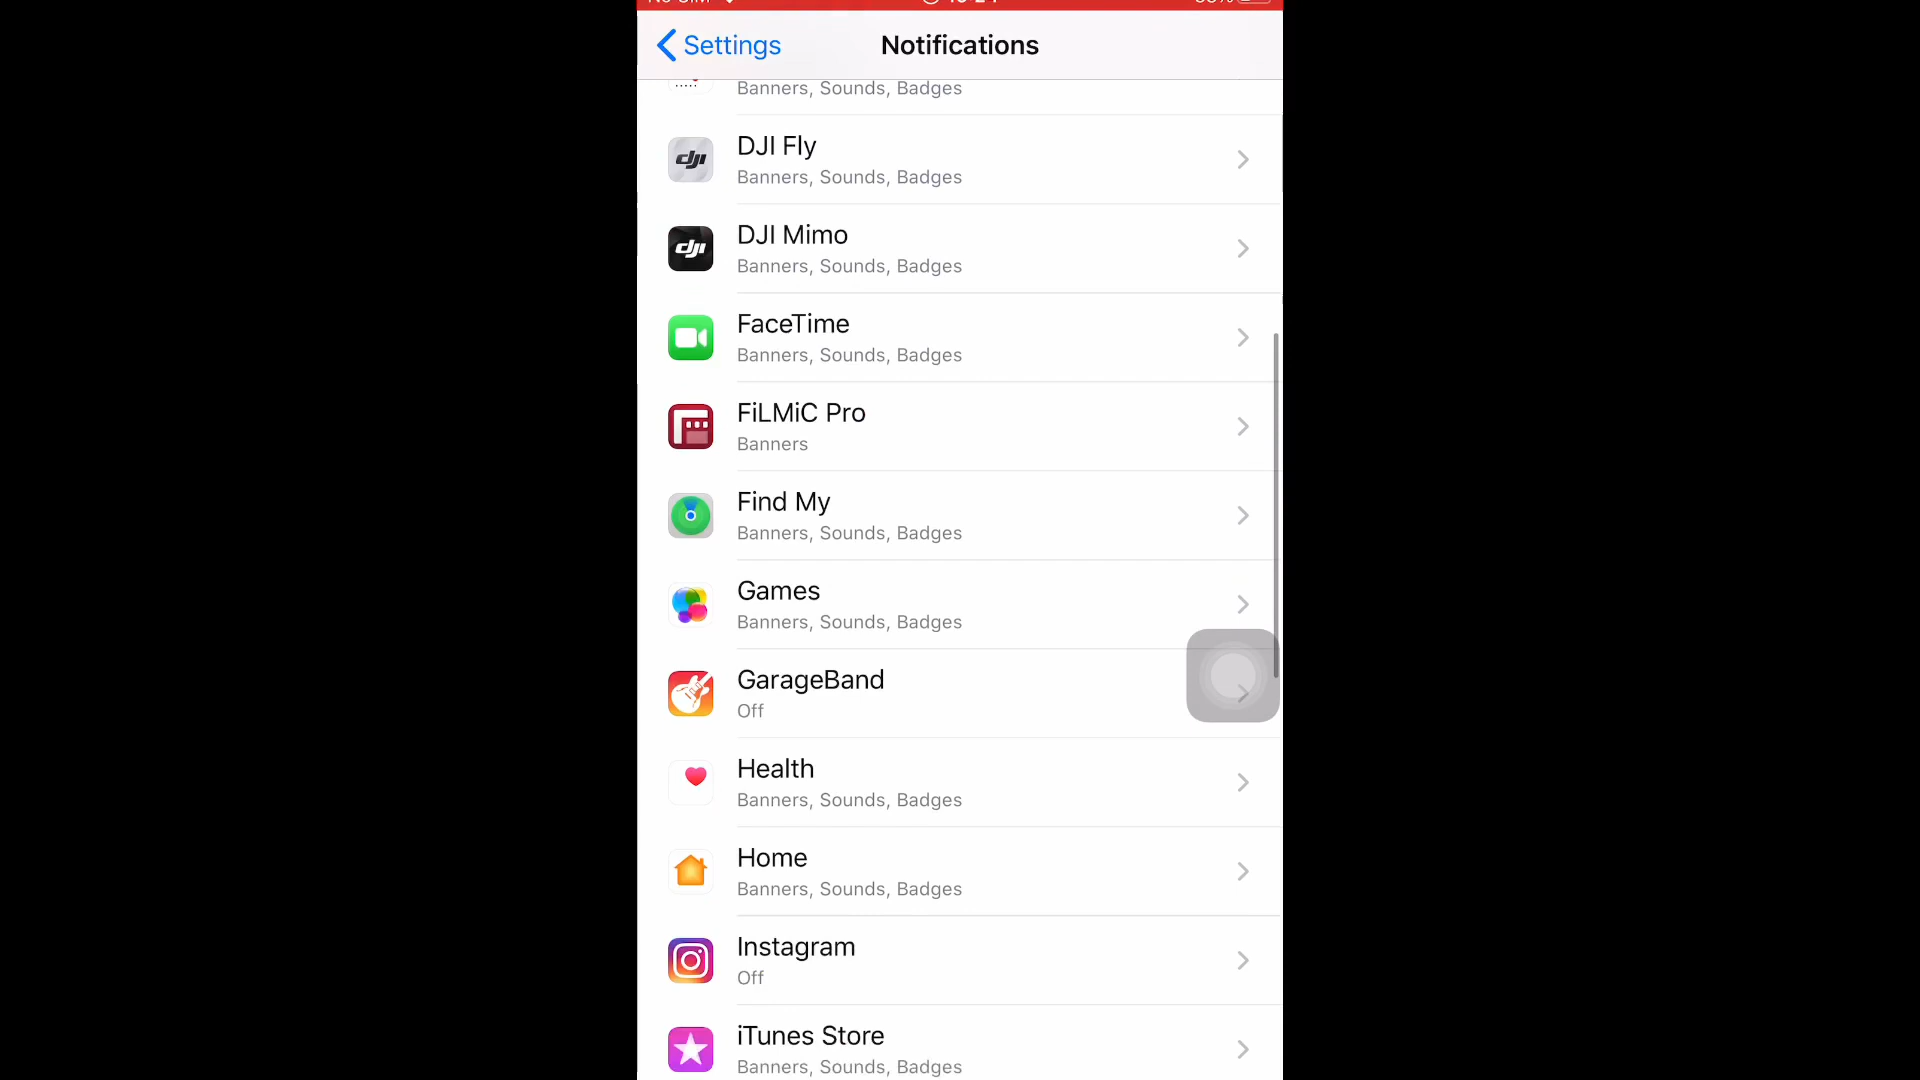 Settings
Notifications
Banners, Sounds, Badges
dji
DJI Fly
Banners, Sounds, Badges
dji
DJI Mimo
Banners, Sounds, Badges
FaceTime
Banners, Sounds, Badges
FiLMiC Pro
Banners
Find My
Banners, Sounds, Badges
Games
Banners, Sounds, Badges
GarageBand
Off
Health
Banners, Sounds, Badges
Home
Banners, Sounds, Badges
Instagram
Off
iTunes Store
Banners, Sounds, Badges